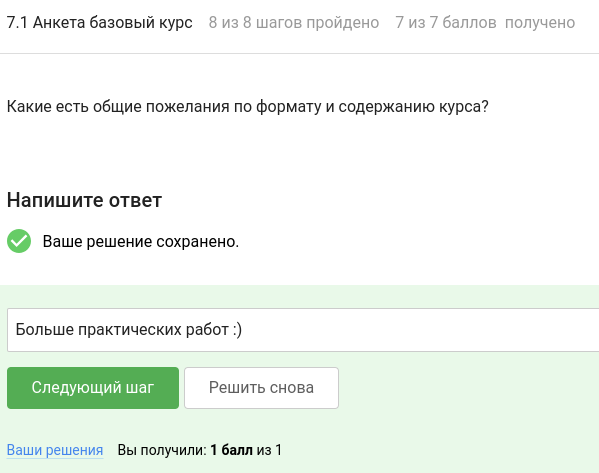 7.1 Анкета базовый курс 8 из 8 шагов пройдено 7 из 7 баллов получено
Какие есть общие пожелания по формату и содержанию курса?
Напишите ответ
Ваше решение сохранено.
Больше практических работ :)
Следующий шаг Решить снова
Ваши решения Вы получили: 1 балл из 1